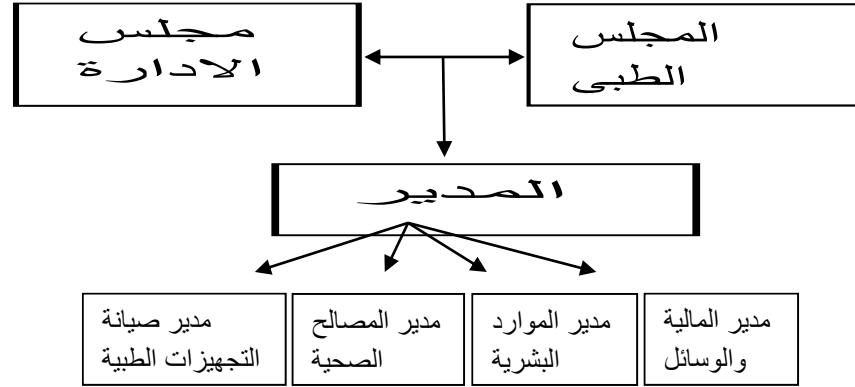 المجلس
الطبى
مجلس
الادارة
المدير
مدير المالية
والوسائل
مدير الموارد
البشرية
مدير المصالح
الصحية
مدير صيانة
التجهيزات الطبية